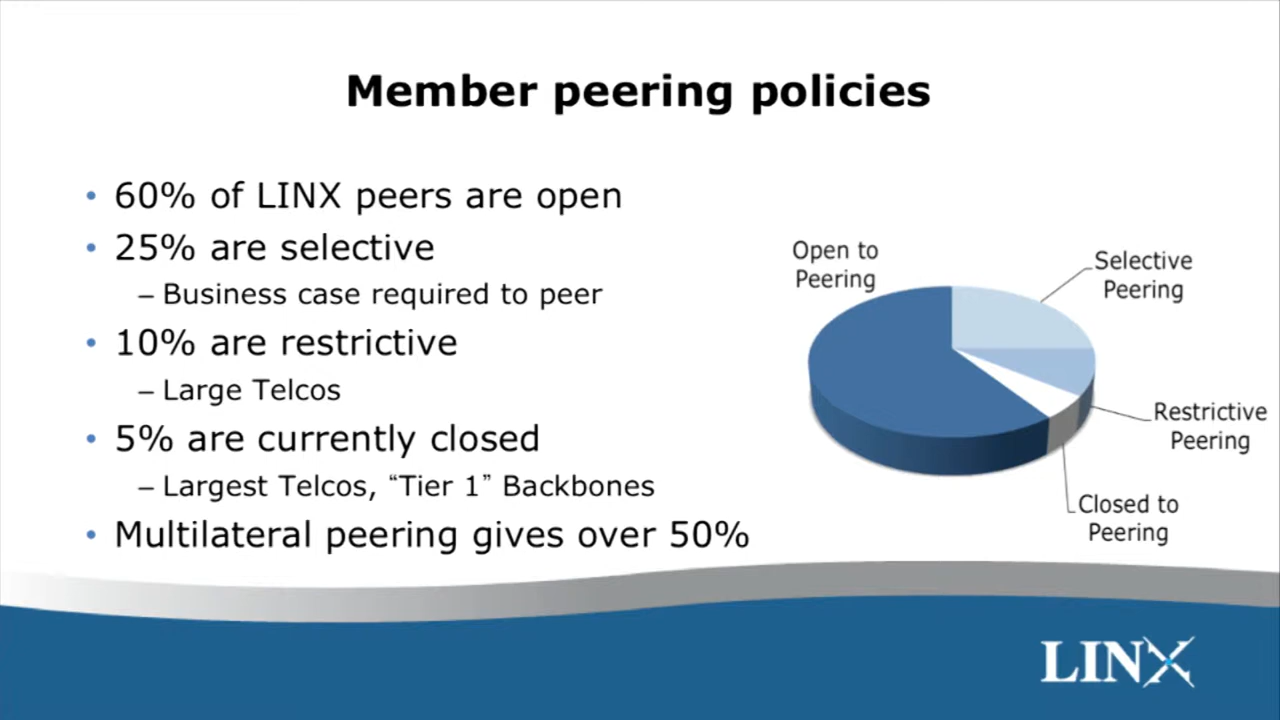 Member peering policies
• 60% of LINX peers are open
• 25% are selective
– Business case required to peer
• 10% are restrictive
– Large Telcos
• 5% are currently closed
– Largest Telcos, “Tier 1” Backbones
• Multilateral peering gives over 50%
Open to
Peering
Selective
Peering
Restrictive
Peering
Closed to
Peering
LINX